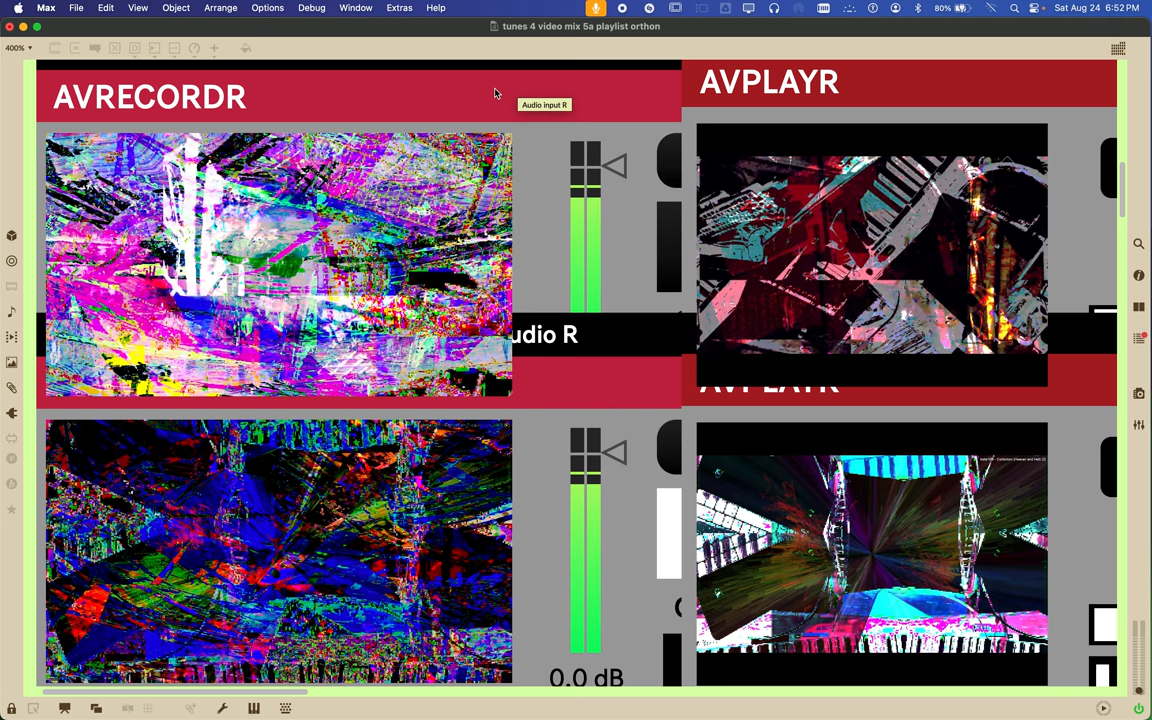 Max File Edit View Object Arrange Options Debug Window Extras Help
80%
Sat Aug 24 6:52 PM
tunes 4 video mix 5a playlist orthon
400%
AVRECORDR
Audio input R
AVPLAYR
udio R
AVPLAYR
0.0 dB